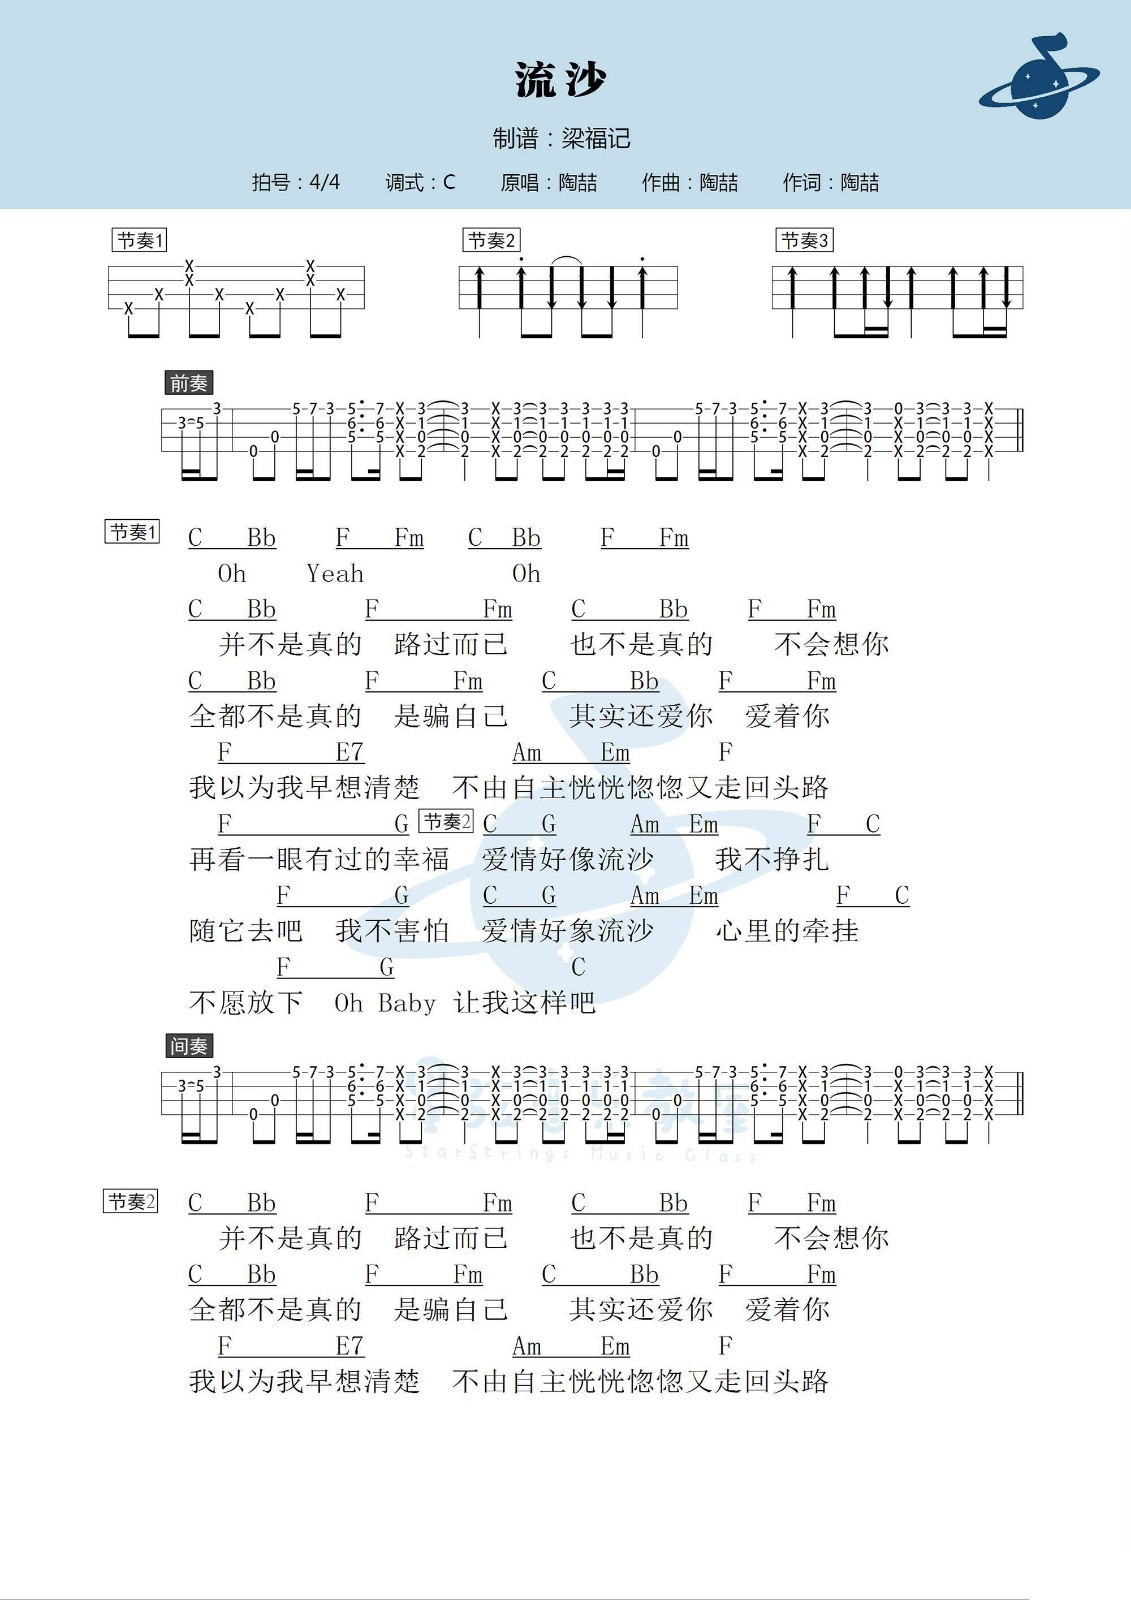 流沙
制谱：梁福记
拍号：4/4 调式：C 原唱：陶喆 作曲：陶喆 作词：陶喆
节奏1 节奏2 节奏3
前奏
节奏1 C Bb F Fm C Bb F Fm
Oh Yeah Oh
C Bb F Fm C Bb F Fm
并不是真的 路过而已 也不是真的 不会想你
C Bb F Fm C Bb F Fm
全都不是真的 是骗自己 其实还爱你 爱着你
F E7 Am Em F
我以为我早想清楚 不由自主恍恍惚惚又走回头路
F G 节奏2 C G Am Em F C
再看一眼有过的幸福 爱情好像流沙 我不挣扎
F G C G Am Em F C
随它去吧 我不害怕 爱情好象流沙 心里的牵挂
F G C
不愿放下 Oh Baby 让我这样吧
间奏
StarStrings Music Class
节奏2 C Bb F Fm C Bb F Fm
并不是真的 路过而已 也不是真的 不会想你
C Bb F Fm C Bb F Fm
全都不是真的 是骗自己 其实还爱你 爱着你
F E7 Am Em F
我以为我早想清楚 不由自主恍恍惚惚又走回头路